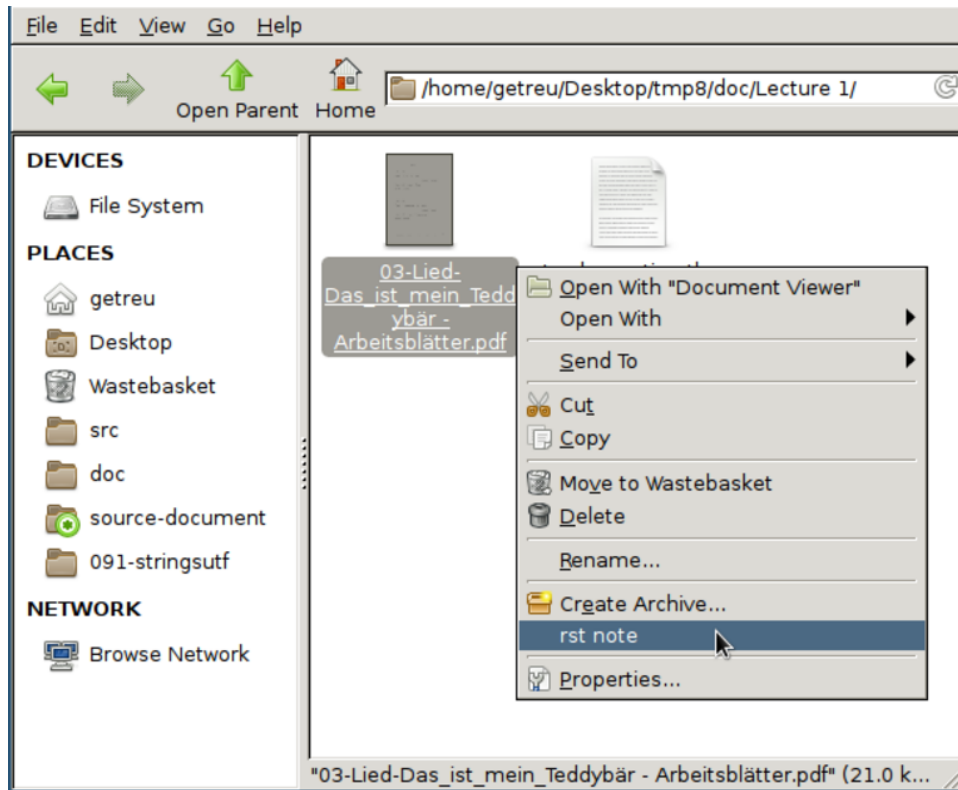 File Edit View Go Help
Open Parent Home /home/getreu/Desktop/tmp8/doc/Lecture 1/
DEVICES
File System
PLACES
getreu
Desktop
Wastebasket
src
doc
source-document
091-stringsutf
NETWORK
Browse Network
03-Lied-
Das_ist_mein_Tedd
ybär -
Arbeitsblätter.pdf
Open With "Document Viewer"
Open With
Send To
Cut
Copy
Move to Wastebasket
Delete
Rename...
Create Archive...
rst note
Properties...
"03-Lied-Das_ist_mein_Teddybär - Arbeitsblätter.pdf" (21.0 k...